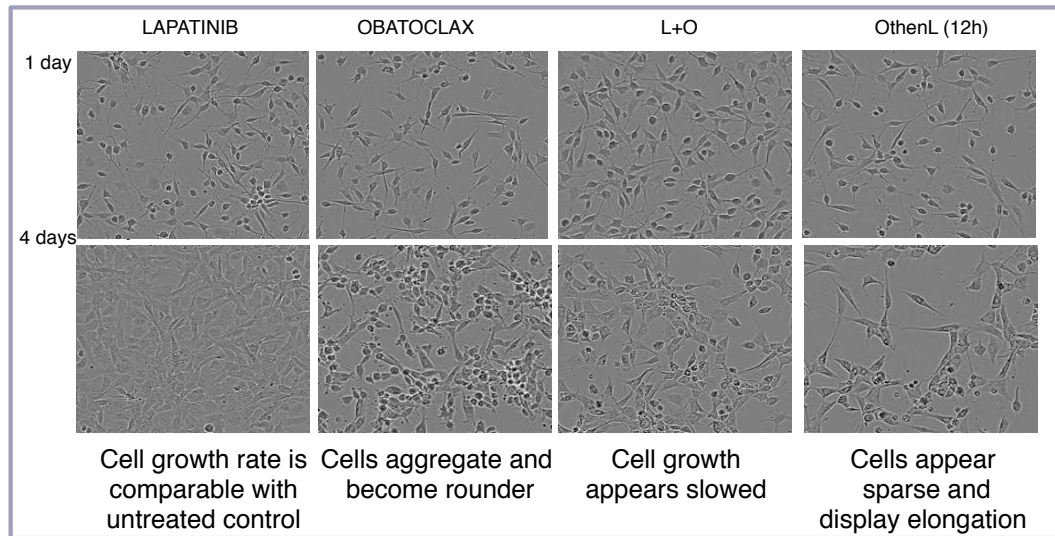 LAPATINIB
OBATOCLAX
L+O
OthenL (12h)
1 day
4 days
Cell growth rate is
comparable with
untreated control
Cells aggregate and
become rounder
Cell growth
appears slowed
Cells appear
sparse and
display elongation